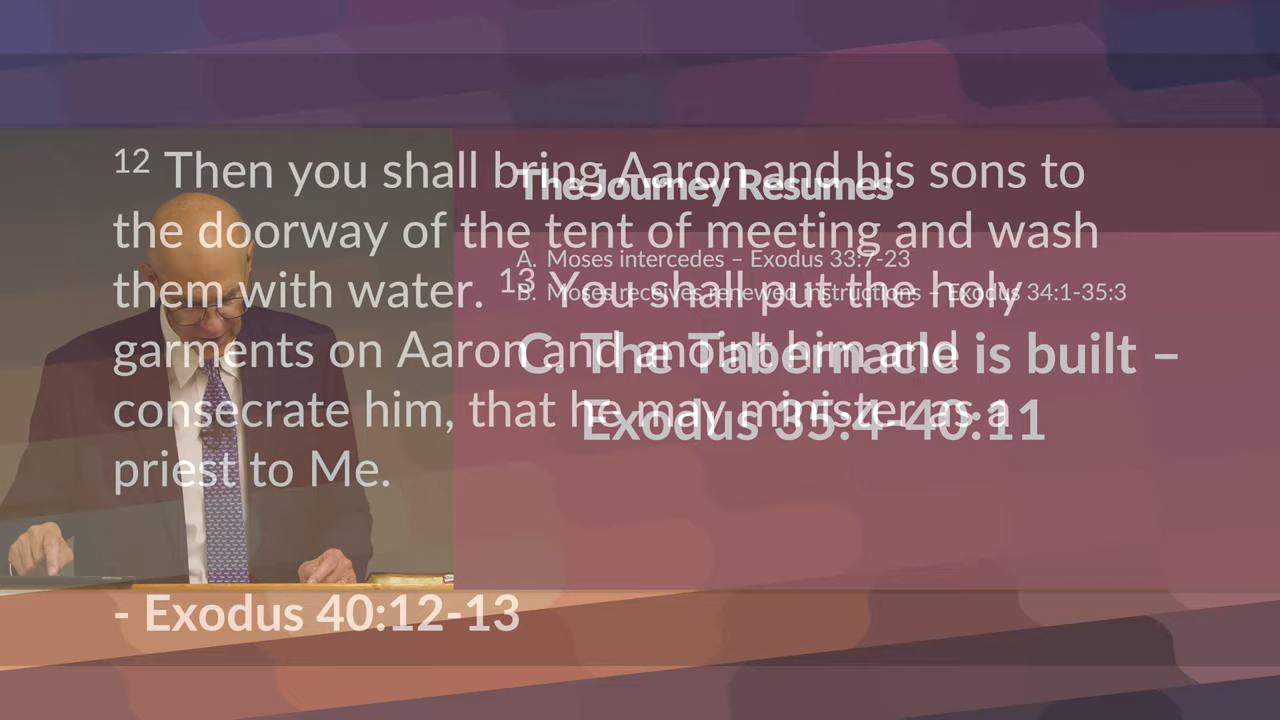 12 Then you shall bring Aaron and his sons to
the doorway of the tent of meeting and wash
them with water. 13 You shall put the holy
garments on Aaron and anoint him and
consecrate him, that he may minister as a
priest to Me.
- Exodus 40:12-13
The Journey Resumes
A. Moses intercedes – Exodus 33:7-23
B. Moses receives renewed instructions – Exodus 34:1-35:3
C. The Tabernacle is built –
Exodus 35:4-40:11